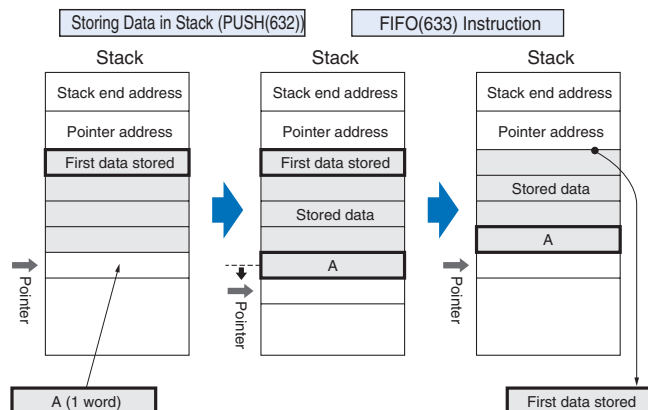 Storing Data in Stack (PUSH(632))
FIFO(633) Instruction
Stack
Stack end address
Pointer address
First data stored
Pointer
A (1 word)
Stack
Stack end address
Pointer address
First data stored
Stored data
A
Pointer
Stack
Stack end address
Pointer address
Stored data
A
Pointer
First data stored